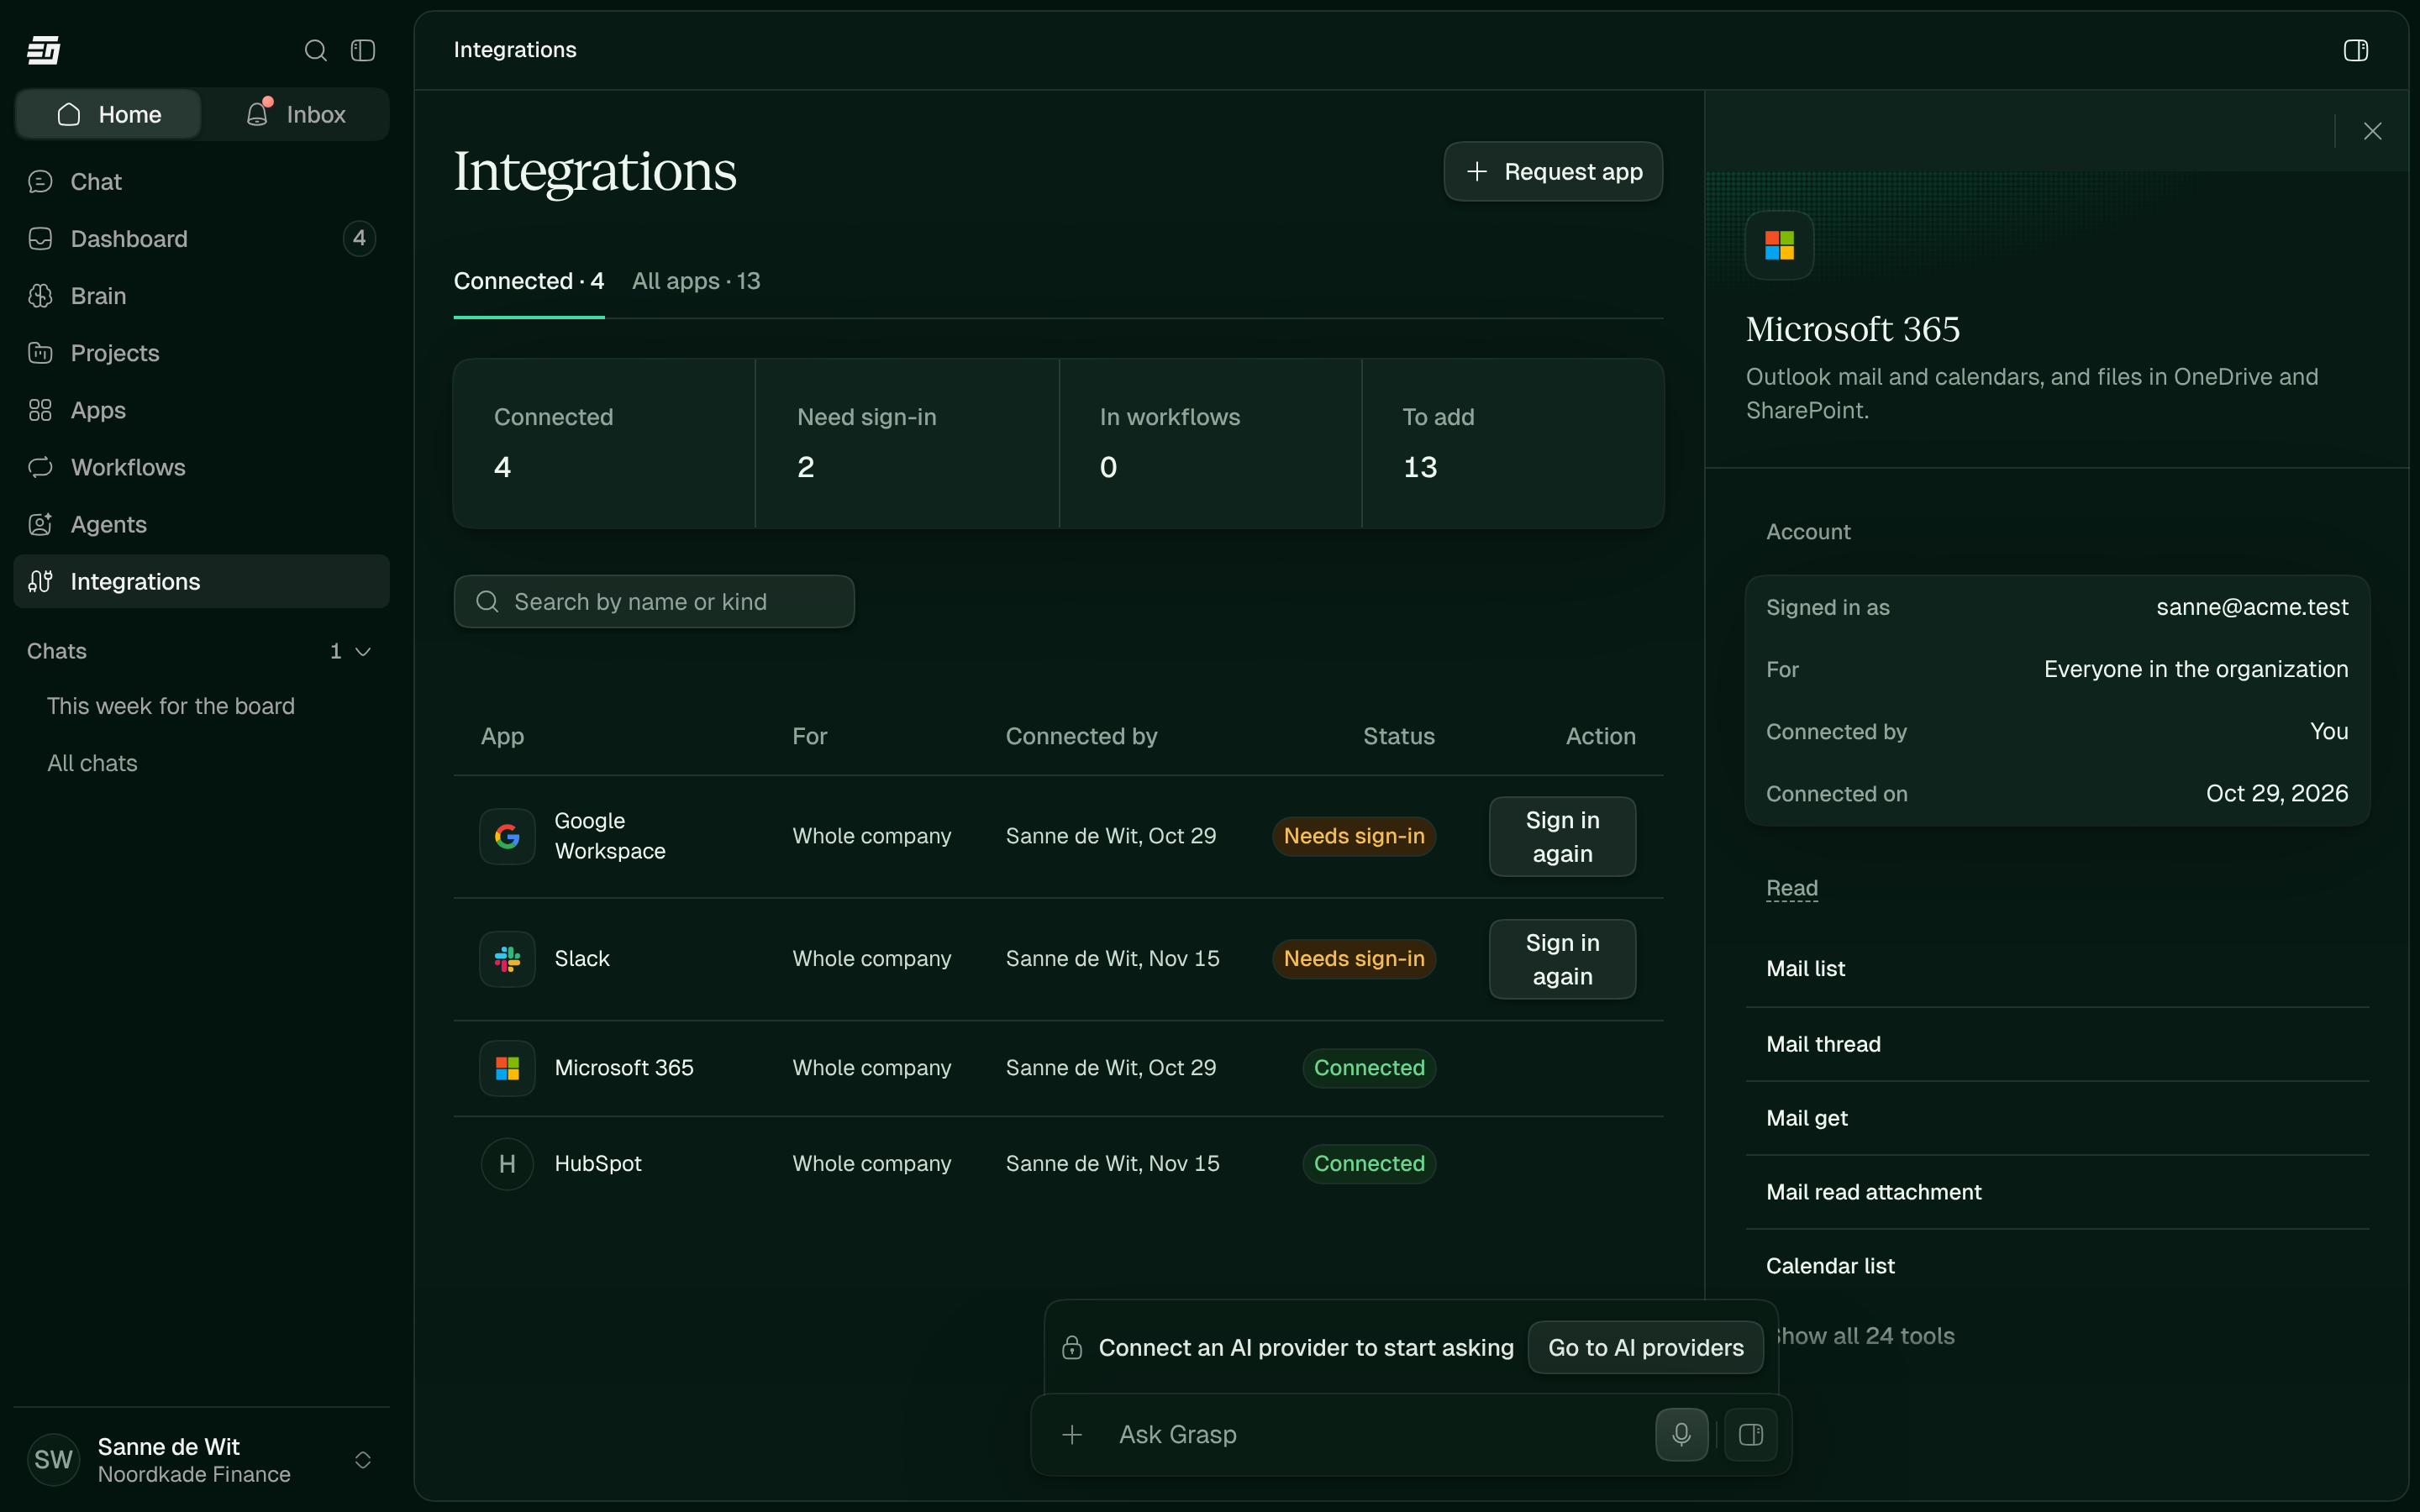 Home
Inbox
Chat
Dashboard 4
Brain
Projects
Apps
Workflows
Agents
Integrations
Chats 1
This week for the board
All chats
SW
Sanne de Wit
Noordkade Finance
Integrations
Integrations
Request app
Connected · 4
All apps · 13
Connected
4
Need sign-in
2
In workflows
0
To add
13
Search by name or kind
App For Connected by Status Action
Google
Workspace
Whole company Sanne de Wit, Oct 29 Needs sign-in
Sign in
again
Slack Whole company Sanne de Wit, Nov 15 Needs sign-in
Sign in
again
Microsoft 365 Whole company Sanne de Wit, Oct 29 Connected
H HubSpot Whole company Sanne de Wit, Nov 15 Connected
Connect an AI provider to start asking
Go to AI providers
Ask Grasp
Microsoft 365
Outlook mail and calendars, and files in OneDrive and
SharePoint.
Account
Signed in as sanne@acme.test
For Everyone in the organization
Connected by You
Connected on Oct 29, 2026
Read
Mail list
Mail thread
Mail get
Mail read attachment
Calendar list
Show all 24 tools